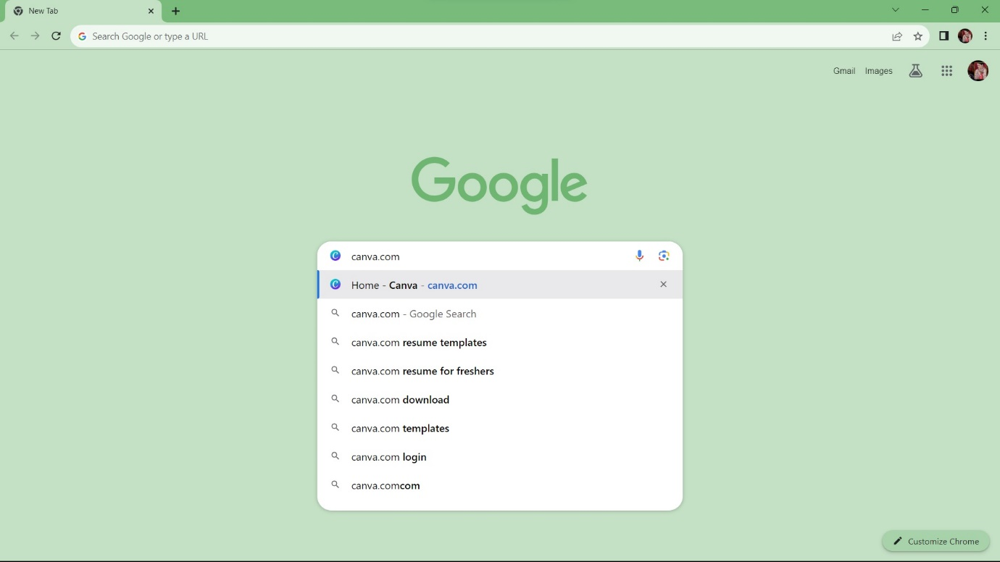 New Tab
Search Google or type a URL
Gmail Images
Google
canva.com
Home - Canva - canva.com
canva.com - Google Search
canva.com resume templates
canva.com resume for freshers
canva.com download
canva.com templates
canva.com login
canva.comcom
Customize Chrome